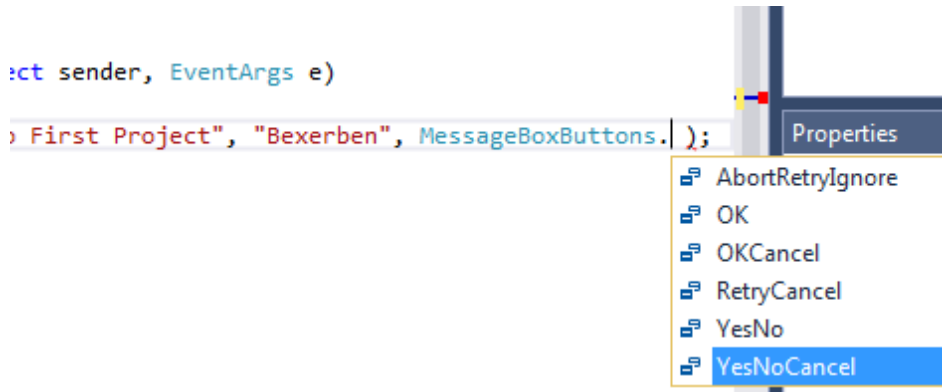 ect sender, EventArgs e)
o First Project", "Bexerben", MessageBoxButtons. );
Properties
AbortRetryIgnore
OK
OKCancel
RetryCancel
YesNo
YesNoCancel